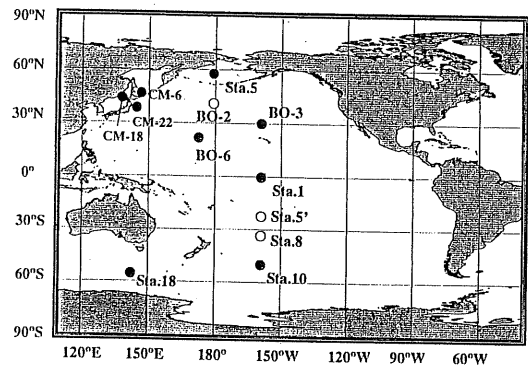 90ºN
60ºN
30ºN
0º
30ºS
60ºS
90ºS
Sta.5
CM-6
BO-2
BO-3
CM-22
CM-18
BO-6
Sta.1
Sta.5'
Sta.8
Sta.18
Sta.10
120ºE
150ºE
180º
150ºW
120ºW
90ºW
60ºW